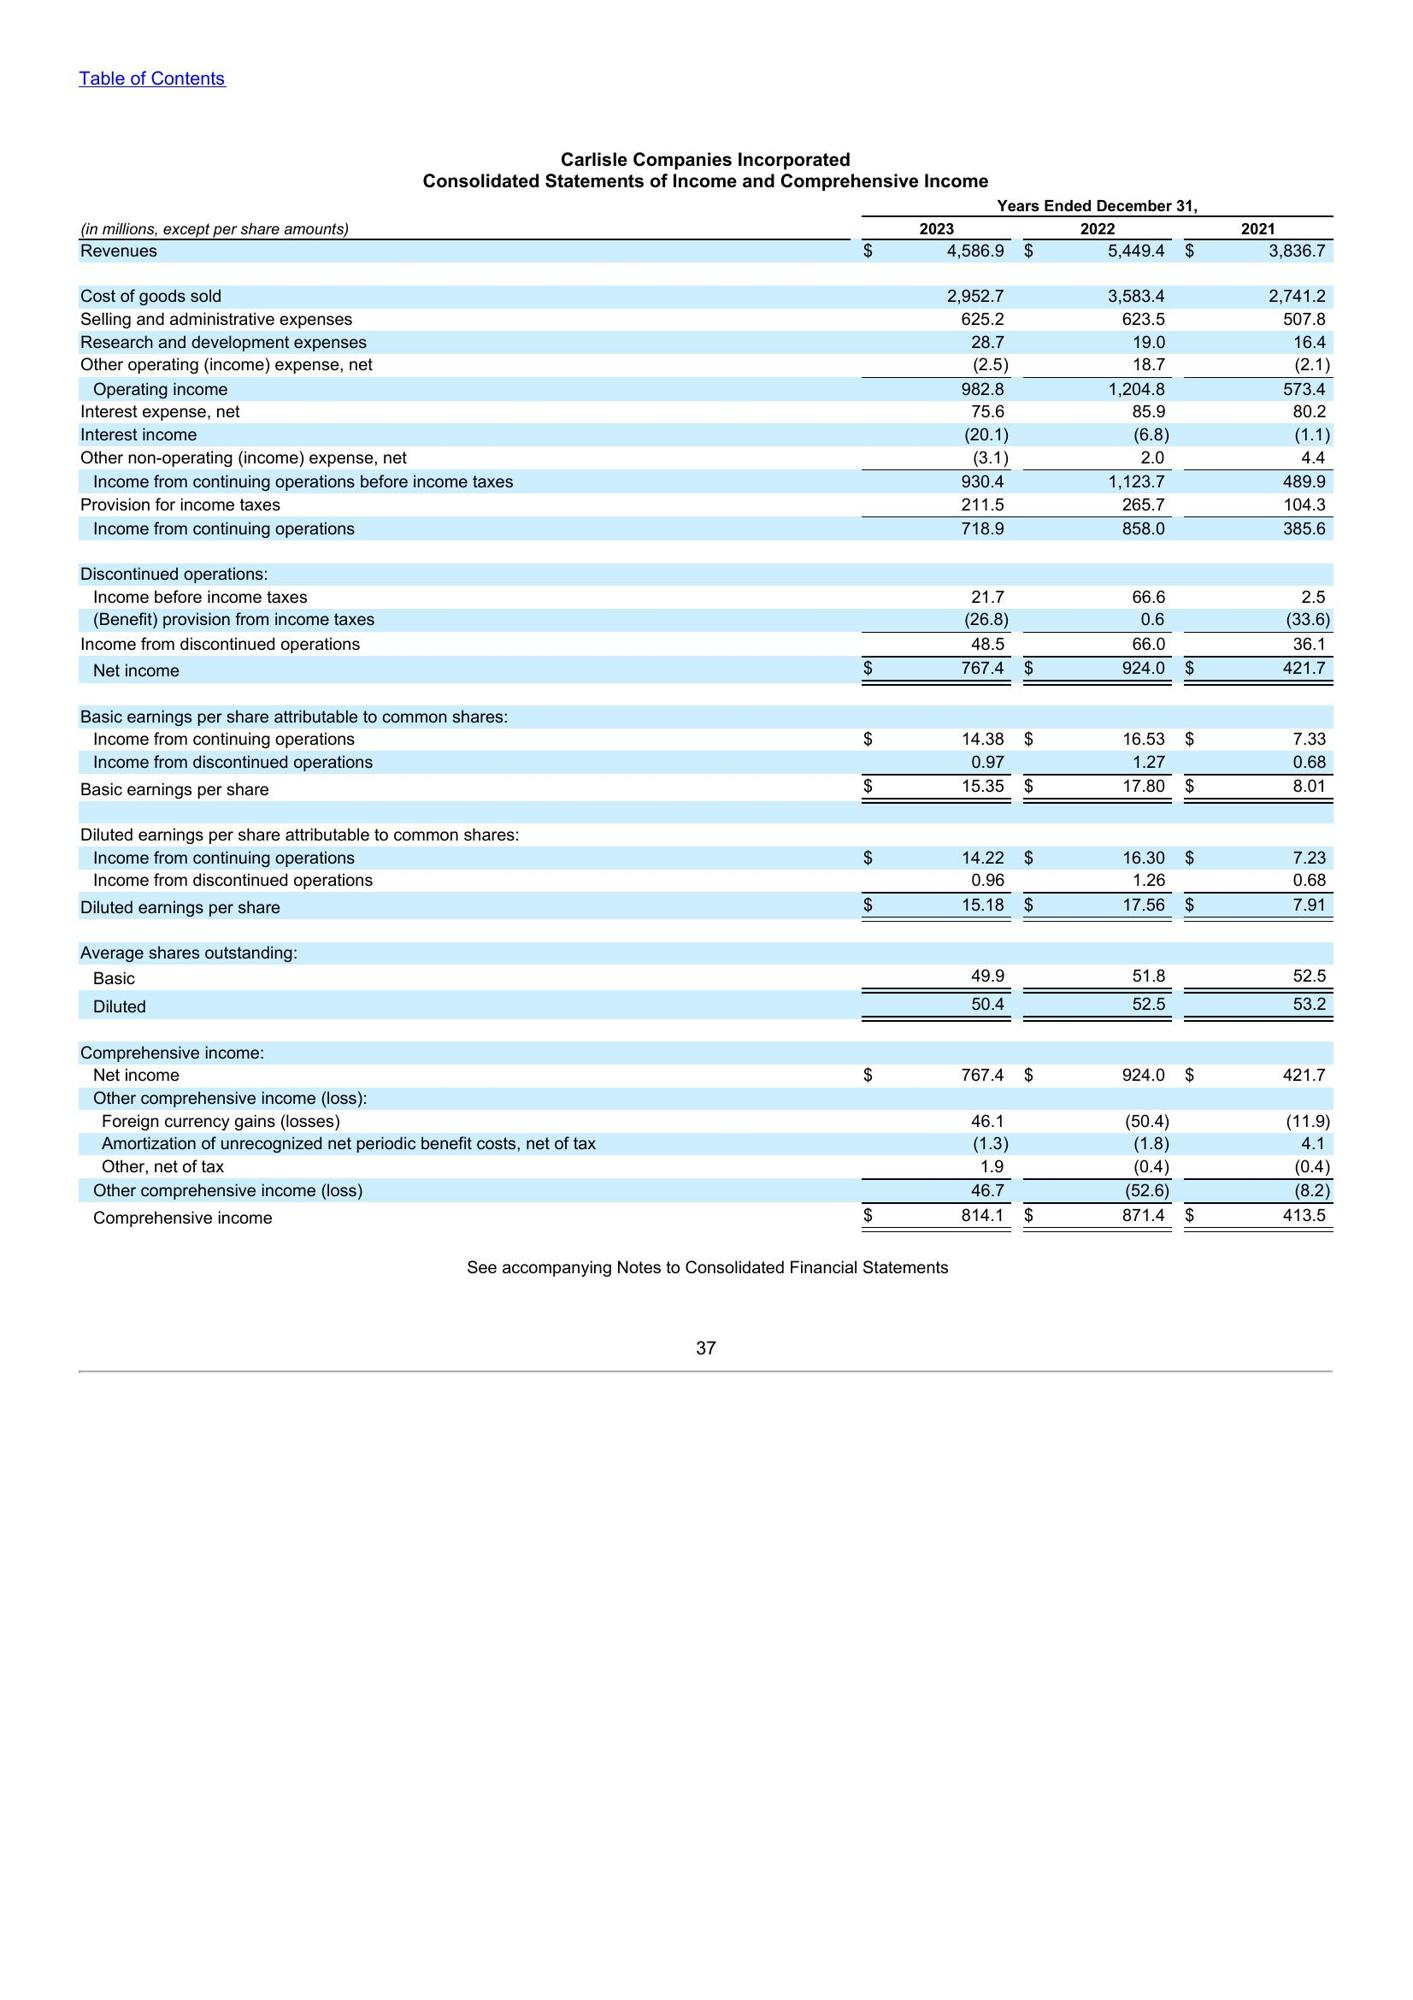 Table of Contents
Carlisle Companies Incorporated
Consolidated Statements of Income and Comprehensive Income
Years Ended December 31,
(in millions, except per share amounts) 2023 2022 2021
Revenues $ 4,586.9 $ 5,449.4 $ 3,836.7
Cost of goods sold 2,952.7 3,583.4 2,741.2
Selling and administrative expenses 625.2 623.5 507.8
Research and development expenses 28.7 19.0 16.4
Other operating (income) expense, net (2.5) 18.7 (2.1)
Operating income 982.8 1,204.8 573.4
Interest expense, net 75.6 85.9 80.2
Interest income (20.1) (6.8) (1.1)
Other non-operating (income) expense, net (3.1) 2.0 4.4
Income from continuing operations before income taxes 930.4 1,123.7 489.9
Provision for income taxes 211.5 265.7 104.3
Income from continuing operations 718.9 858.0 385.6
Discontinued operations:
Income before income taxes 21.7 66.6 2.5
(Benefit) provision from income taxes (26.8) 0.6 (33.6)
Income from discontinued operations 48.5 66.0 36.1
Net income $ 767.4 $ 924.0 $ 421.7
Basic earnings per share attributable to common shares:
Income from continuing operations $ 14.38 $ 16.53 $ 7.33
Income from discontinued operations 0.97 1.27 0.68
Basic earnings per share $ 15.35 $ 17.80 $ 8.01
Diluted earnings per share attributable to common shares:
Income from continuing operations $ 14.22 $ 16.30 $ 7.23
Income from discontinued operations 0.96 1.26 0.68
Diluted earnings per share $ 15.18 $ 17.56 $ 7.91
Average shares outstanding:
Basic 49.9 51.8 52.5
Diluted 50.4 52.5 53.2
Comprehensive income:
Net income $ 767.4 $ 924.0 $ 421.7
Other comprehensive income (loss):
Foreign currency gains (losses) 46.1 (50.4) (11.9)
Amortization of unrecognized net periodic benefit costs, net of tax (1.3) (1.8) 4.1
Other, net of tax 1.9 (0.4) (0.4)
Other comprehensive income (loss) 46.7 (52.6) (8.2)
Comprehensive income $ 814.1 $ 871.4 $ 413.5
See accompanying Notes to Consolidated Financial Statements
37